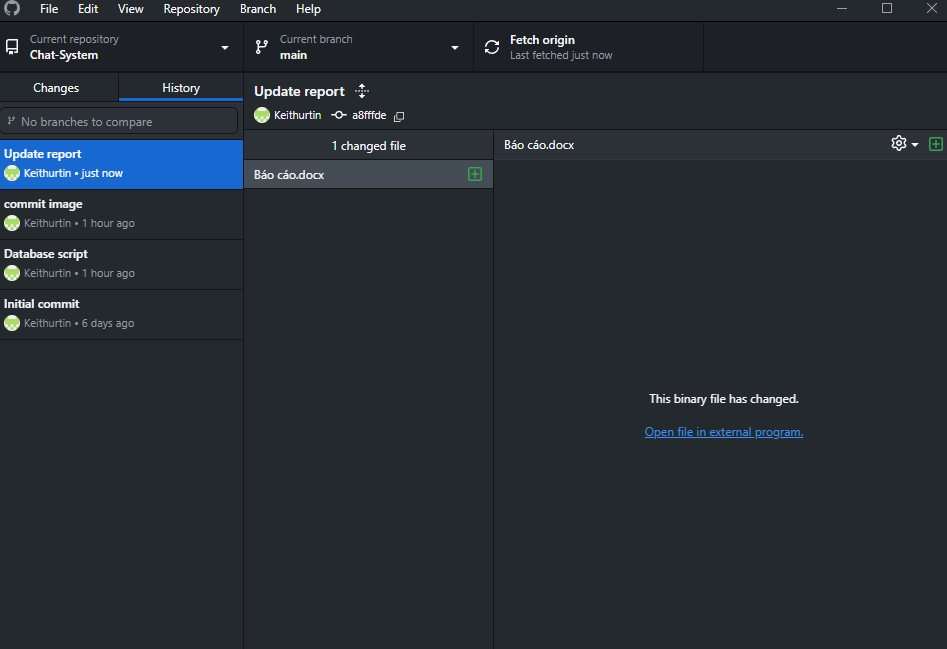 File Edit View Repository Branch Help
Current repository
Chat-System
Current branch
main
Fetch origin
Last fetched just now
Changes
History
No branches to compare
Update report
Keithurtin • just now
commit image
Keithurtin • 1 hour ago
Database script
Keithurtin • 1 hour ago
Initial commit
Keithurtin • 6 days ago
Update report
Keithurtin a8fffde
1 changed file
Báo cáo.docx
Báo cáo.docx
This binary file has changed.
Open file in external program.